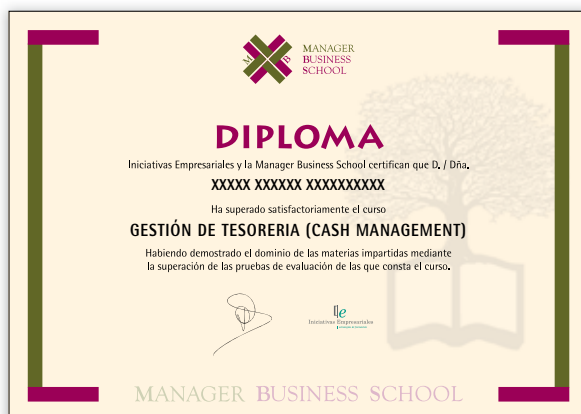 M B
MANAGER
BUSINESS
SCHOOL
DIPLOMA
Iniciativas Empresariales y la Manager Business School certifican que D. / Dña.
XXXXX XXXXXX XXXXXXXXXX
Ha superado satisfactoriamente el curso
GESTIÓN DE TESORERIA (CASH MANAGEMENT)
Habiendo demostrado el dominio de las materias impartidas mediante
la superación de las pruebas de evaluación de las que consta el curso.
Iniciativas Empresariales
MANAGER BUSINESS SCHOOL